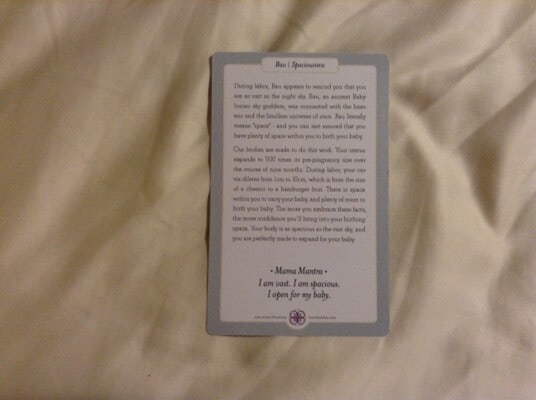 Bau | Spaciousness
During labor, Bau appears to remind you that you
are as vast as the night sky. Bau, an ancient Baby
lonian sky goddess, was connected with the heav
ens and the limitless universe of stars. Bau literally
means "space" - and you can rest assured that you
have plenty of space within you to birth your baby.
Our bodies are made to do this work. Your uterus
expands to 500 times its pre-pregnancy size over
the course of nine months. During labor, your cer
vix dilates from 1cm to 10cm, which is from the size
of a cheerio to a hamburger bun. There is space
within you to carry your baby, and plenty of room to
birth your baby. The more you embrace these facts,
the more confidence you'll bring into your birthing
space. Your body is as spacious as the vast sky, and
you are perfectly made to expand for your baby.
• Mama Mantra •
I am vast. I am spacious.
I open for my baby.